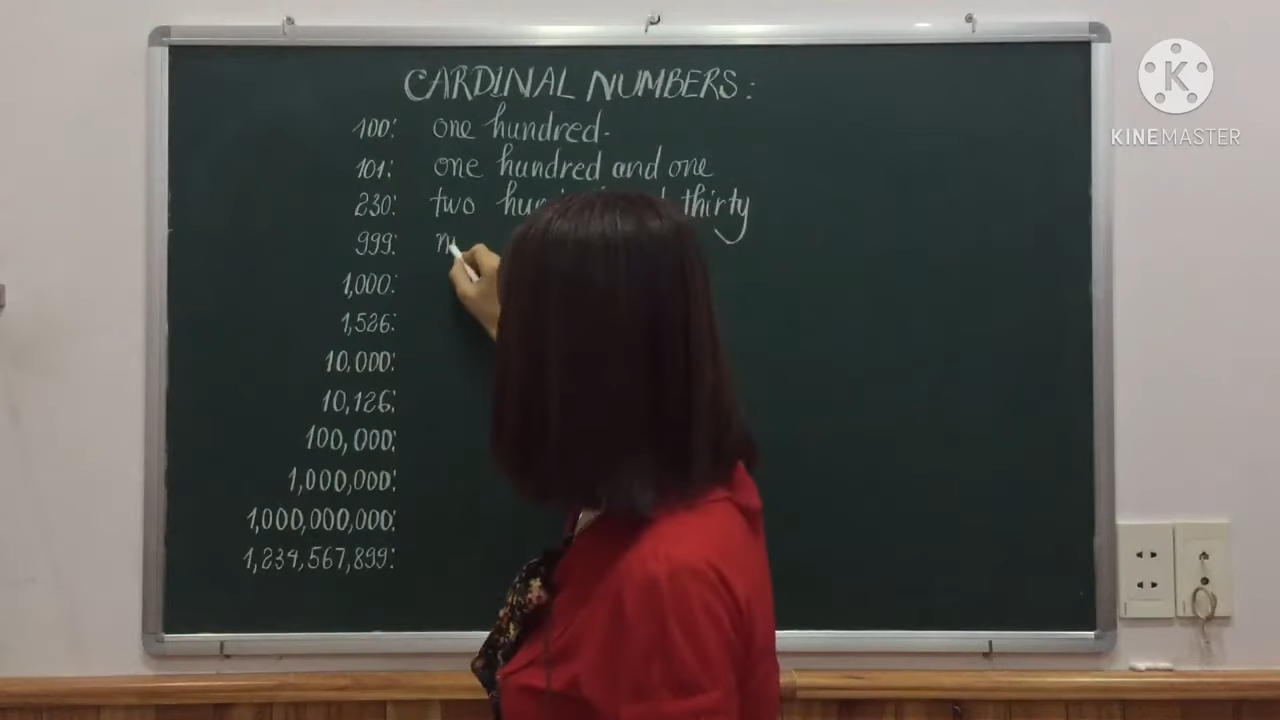 CARDINAL NUMBERS:
100: one hundred.
101: one hundred and one
230: two thirty
999:
1,000:
1,526:
10,000:
10,126:
100,000:
1,000,000:
1,000,000,000:
1,234,567,899:
K
KINEMASTER